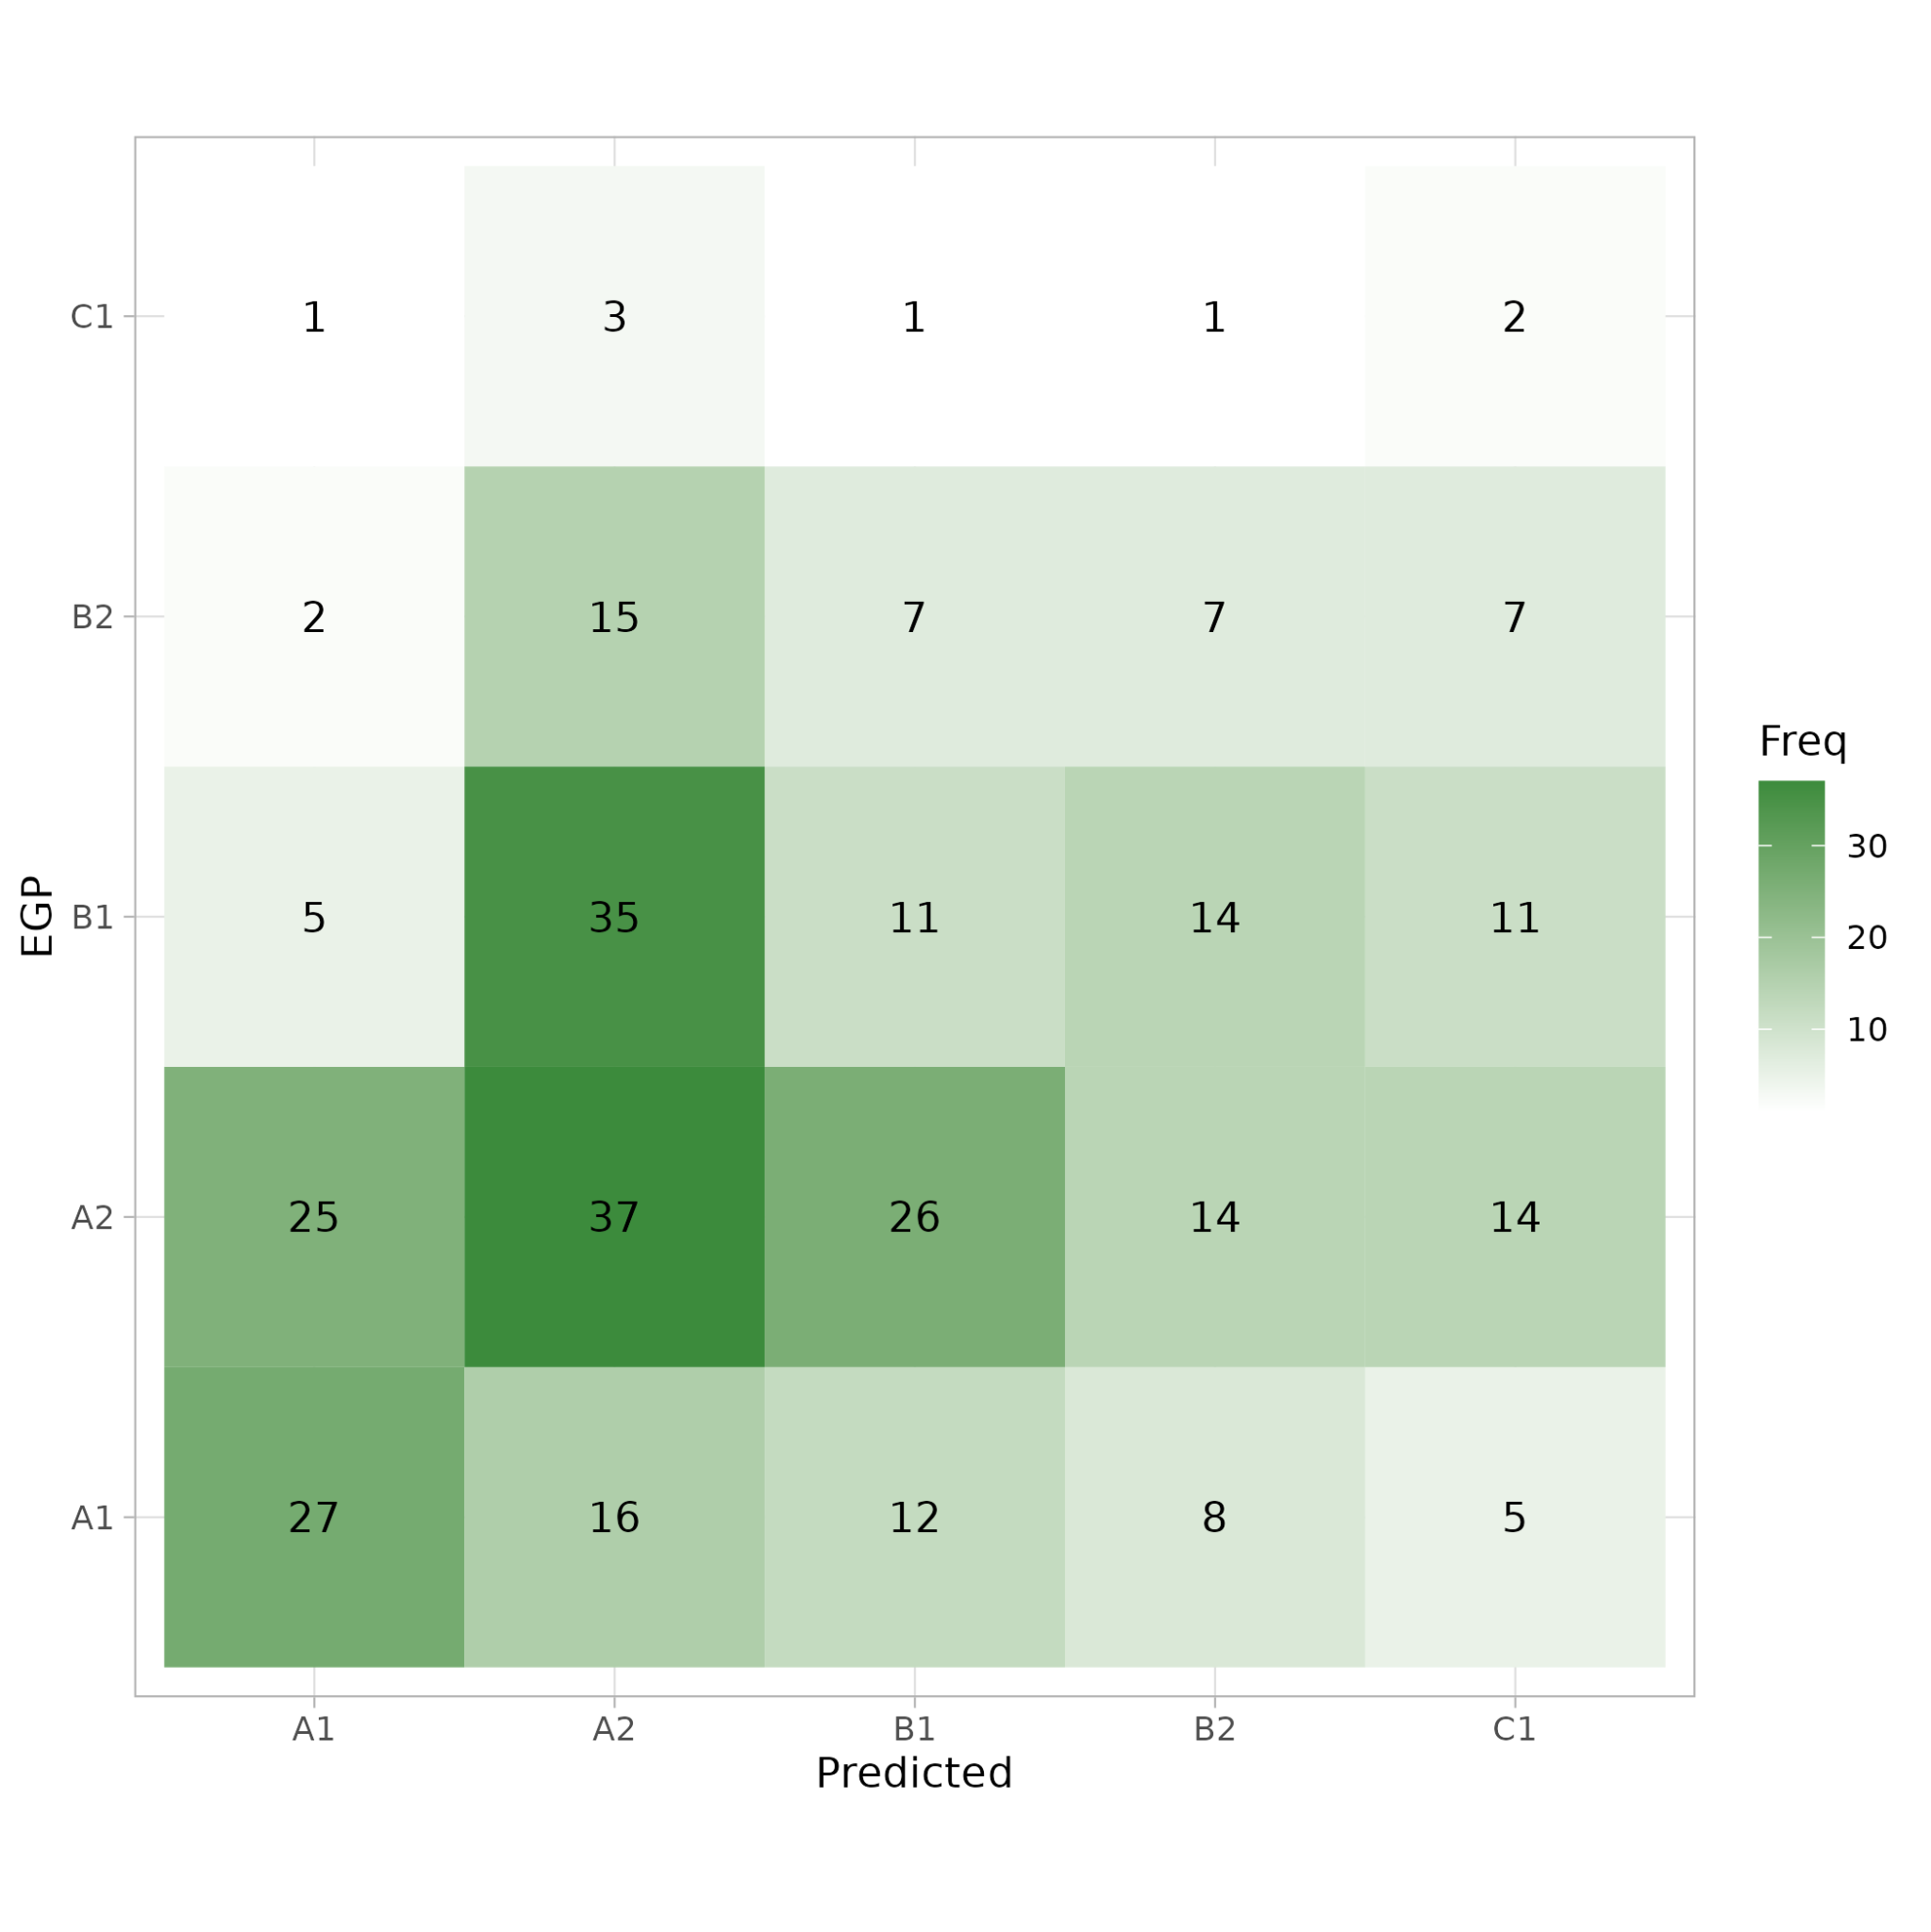 C1 1 3 1 1 2
B2 2 15 7 7 7
Freq
30
20
10
EGP
B1 5 35 11 14 11
A2 25 37 26 14 14
A1 27 16 12 8 5
A1 A2 B1 B2 C1
Predicted